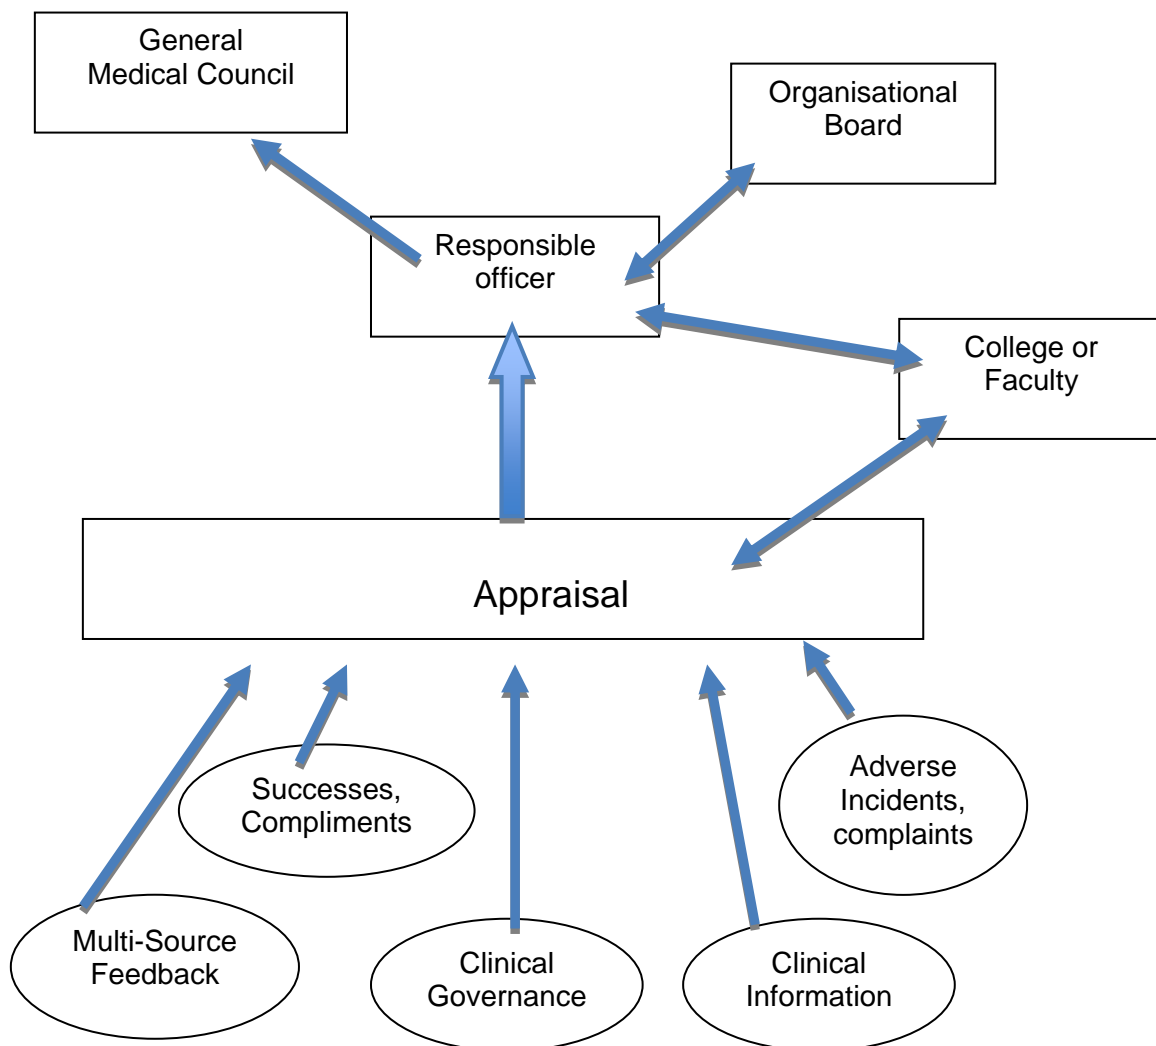 General
Medical Council
Organisational
Board
Responsible
officer
College or
Faculty
Appraisal
Successes,
Compliments
Adverse
Incidents,
complaints
Multi-Source
Feedback
Clinical
Governance
Clinical
Information